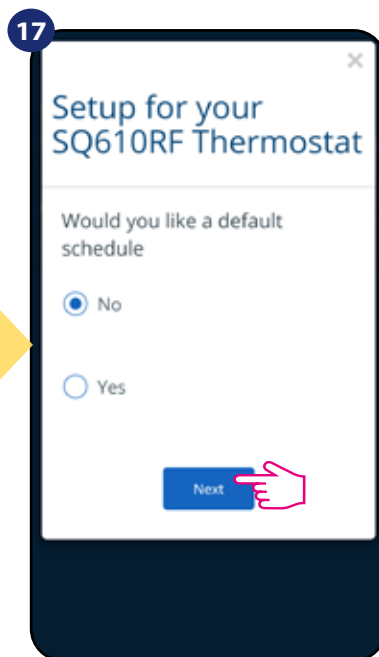 17
×
Setup for your
SQ610RF Thermostat
Would you like a default
schedule
No
Yes
Next